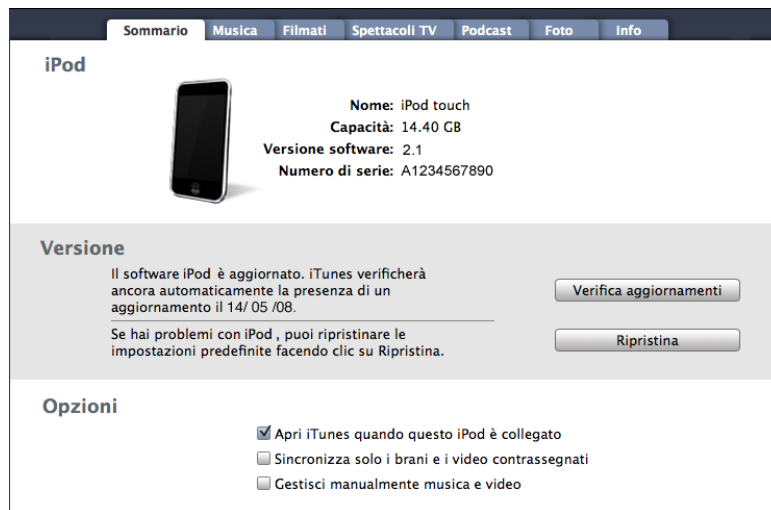 Sommario Musica Filmati Spettacoli TV Podcast Foto Info
iPod
Nome: iPod touch
Capacità: 14.40 GB
Versione software: 2.1
Numero di serie: A1234567890
Versione
Il software iPod è aggiornato. iTunes verificherà
ancora automaticamente la presenza di un
aggiornamento il 14/ 05 /08.
Verifica aggiornamenti
Se hai problemi con iPod , puoi ripristinare le
impostazioni predefinite facendo clic su Ripristina.
Ripristina
Opzioni
Apri iTunes quando questo iPod è collegato
Sincronizza solo i brani e i video contrassegnati
Gestisci manualmente musica e video